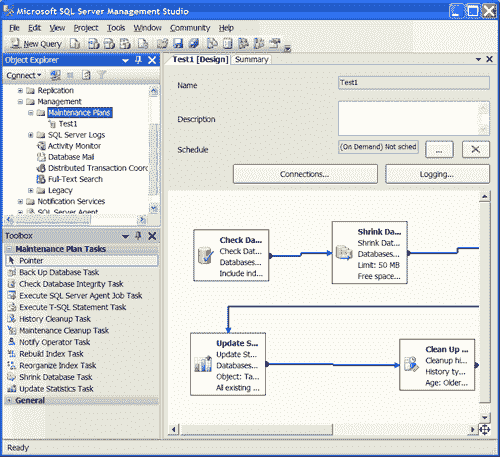 Microsoft SQL Server Management Studio
File Edit View Project Tools Window Community Help
New Query
Object Explorer
Connect
Replication
Management
Maintenance Plans
Test1
SQL Server Logs
Activity Monitor
Database Mail
Distributed Transaction Coor
Full-Text Search
Legacy
Notification Services
SQL Server Agent
Toolbox
Maintenance Plan Tasks
Pointer
Back Up Database Task
Check Database Integrity Task
Execute SQL Server Agent Job Task
Execute T-SQL Statement Task
History Cleanup Task
Maintenance Cleanup Task
Notify Operator Task
Rebuild Index Task
Reorganize Index Task
Shrink Database Task
Update Statistics Task
General
Test1 [Design] Summary
Name Test1
Description
Schedule (On Demand) Not sched ...
Connections... Logging...
Check Da...
Check Dat...
Databases...
Include ind...
Shrink Da...
Shrink Dat...
Databases...
Limit: 50 MB
Free space...
Update S...
Update St...
Databases...
Object: Ta...
All existing ...
Clean Up ...
Cleanup hi...
History typ...
Age: Older...
Ready